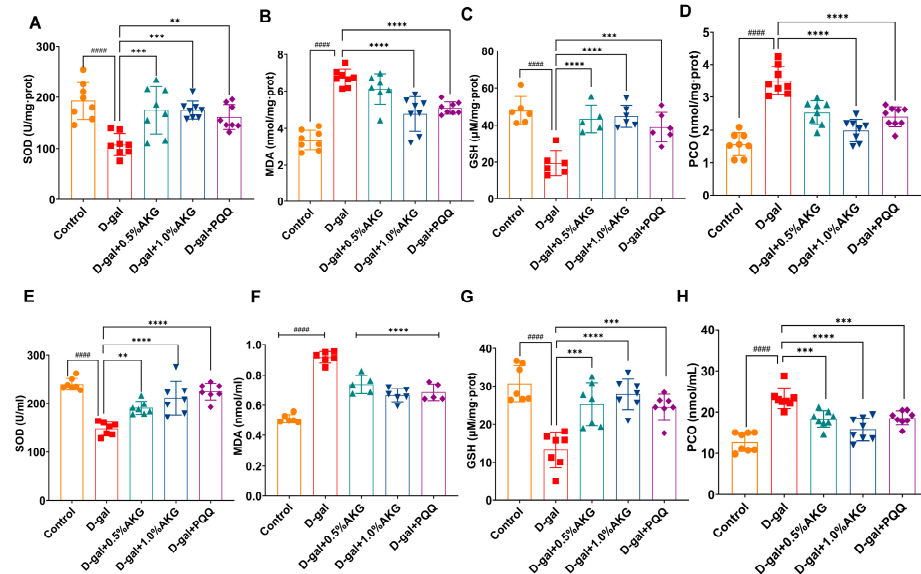 A
SOD (U/mg·prot)
300
200
100
0
####
***
***
**
Control
D-gal
D-gal+0.5%AKG
D-gal+1.0%AKG
D-gal+PQQ
B
MDA (nmol/mg·prot)
8
6
4
2
0
####
****
****
Control
D-gal
D-gal+0.5%AKG
D-gal+1.0%AKG
D-gal+PQQ
C
GSH (µM/mg·prot)
80
60
40
20
0
####
****
****
***
Control
D-gal
D-gal+0.5%AKG
D-gal+1.0%AKG
D-gal+PQQ
D
PCO (nmol/mg·prot)
5
4
3
2
1
0
####
****
****
Control
D-gal
D-gal+0.5%AKG
D-gal+1.0%AKG
D-gal+PQQ
E
SOD (U/ml)
300
200
100
0
####
**
****
****
Control
D-gal
D-gal+0.5%AKG
D-gal+1.0%AKG
D-gal+PQQ
F
MDA (nmol/ml)
1.0
0.8
0.6
0.4
0.2
0.0
####
****
Control
D-gal
D-gal+0.5%AKG
D-gal+1.0%AKG
D-gal+PQQ
G
GSH (µM/mg·prot)
40
30
20
10
0
####
***
****
***
Control
D-gal
D-gal+0.5%AKG
D-gal+1.0%AKG
D-gal+PQQ
H
PCO (nmol/mL)
40
30
20
10
0
####
***
****
***
Control
D-gal
D-gal+0.5%AKG
D-gal+1.0%AKG
D-gal+PQQ